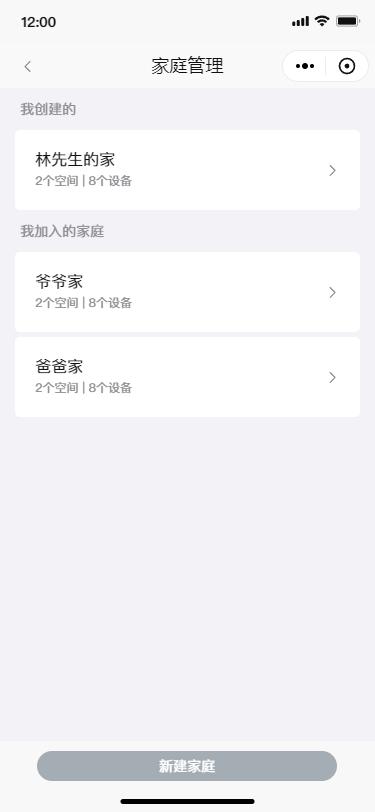 12:00
家庭管理
我创建的
林先生的家
2个空间 | 8个设备
我加入的家庭
爷爷家
2个空间 | 8个设备
爸爸家
2个空间 | 8个设备
新建家庭